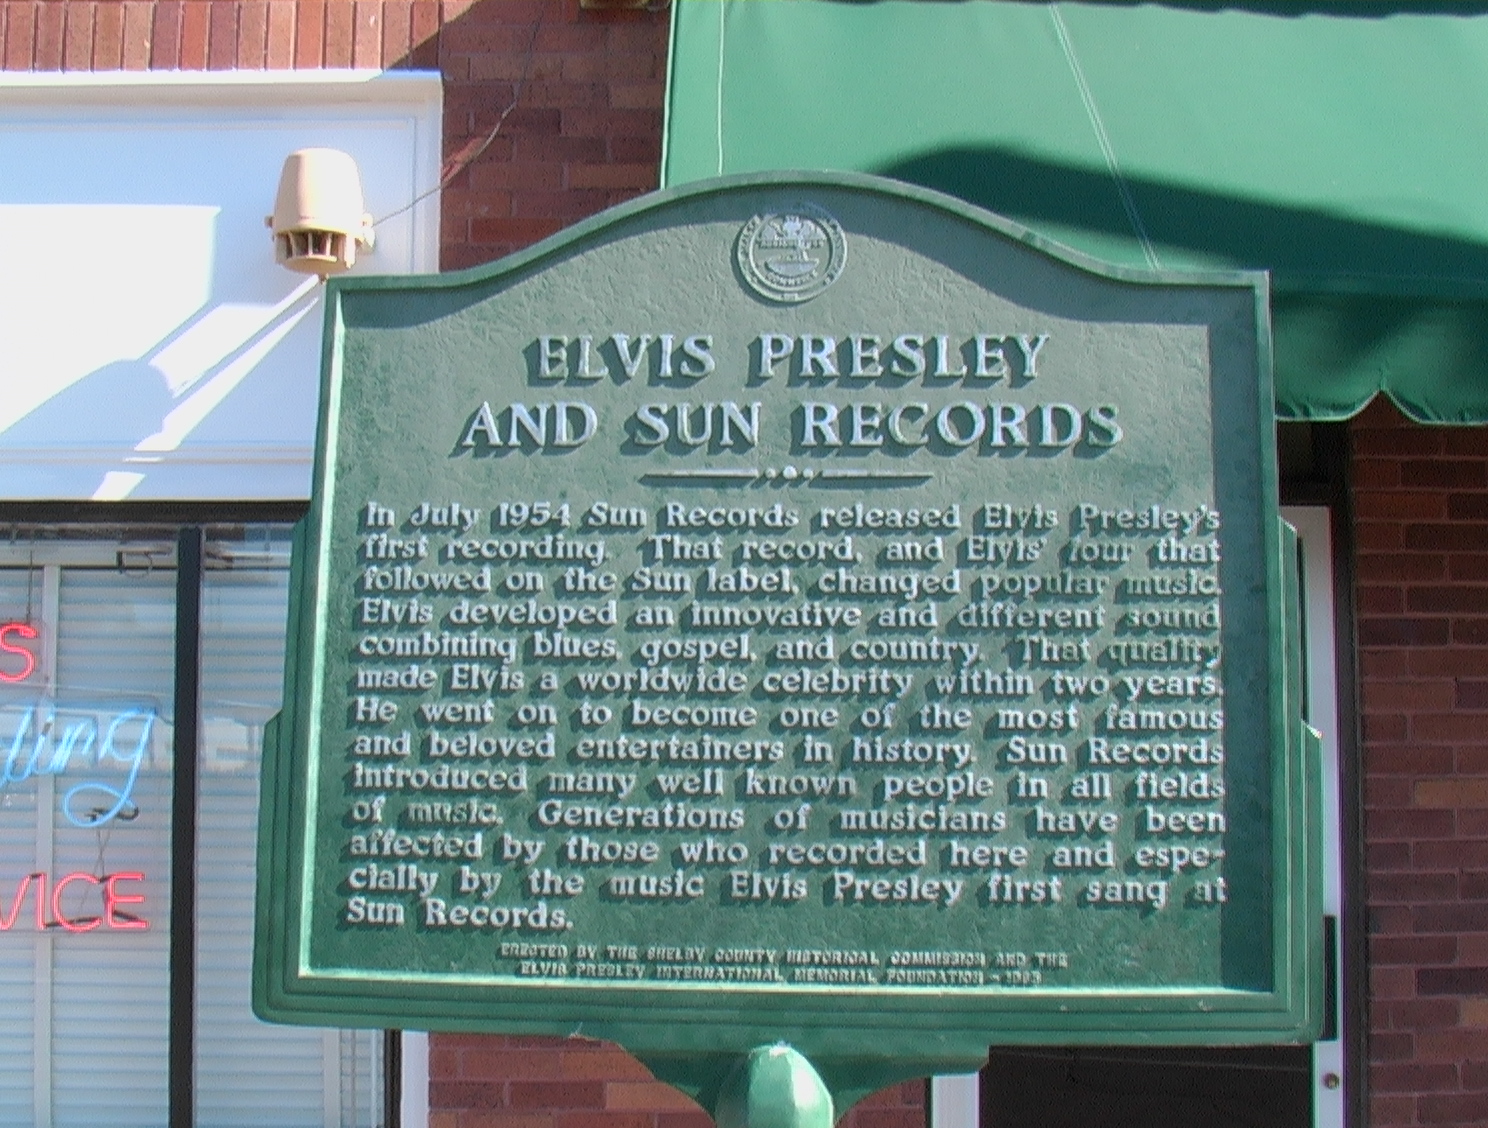 ELVIS PRESLEY
AND SUN RECORDS
In July 1954 Sun Records released Elvis Presley's
first recording. That record, and Elvis' four that
followed on the Sun label, changed popular music.
Elvis developed an innovative and different sound
combining blues, gospel, and country. That quality
made Elvis a worldwide celebrity within two years.
He went on to become one of the most famous
and beloved entertainers in history. Sun Records
introduced many well known people in all fields
of music. Generations of musicians have been
affected by those who recorded here and espe-
cially by the music Elvis Presley first sang at
Sun Records.
ERECTED BY THE SHELBY COUNTY HISTORICAL COMMISSION AND THE
ELVIS PRESLEY INTERNATIONAL MEMORIAL FOUNDATION -
S
ding
VICE